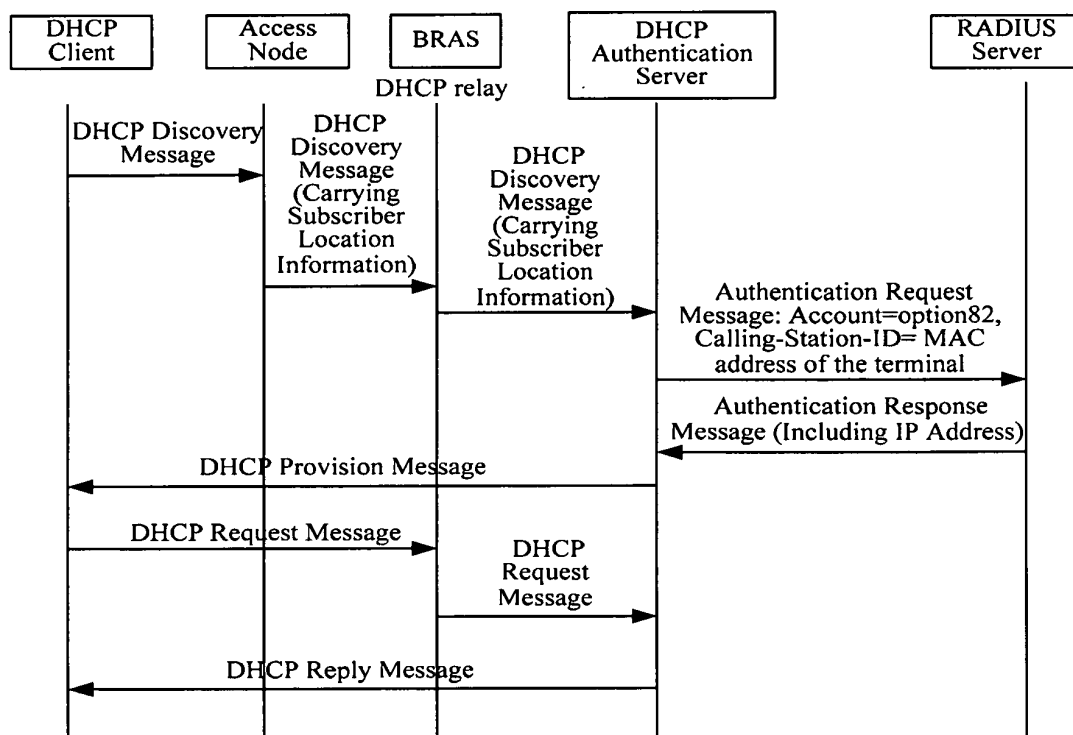 DHCP
Client
Access
Node
BRAS
DHCP
Authentication
Server
RADIUS
Server
DHCP relay
DHCP Discovery
Message
DHCP
Discovery
Message
(Carrying
Subscriber
Location
Information)
DHCP
Discovery
Message
(Carrying
Subscriber
Location
Information)
Authentication Request
Message: Account=option82,
Calling-Station-ID= MAC
address of the terminal
Authentication Response
Message (Including IP Address)
DHCP Provision Message
DHCP Request Message
DHCP
Request
Message
DHCP Reply Message